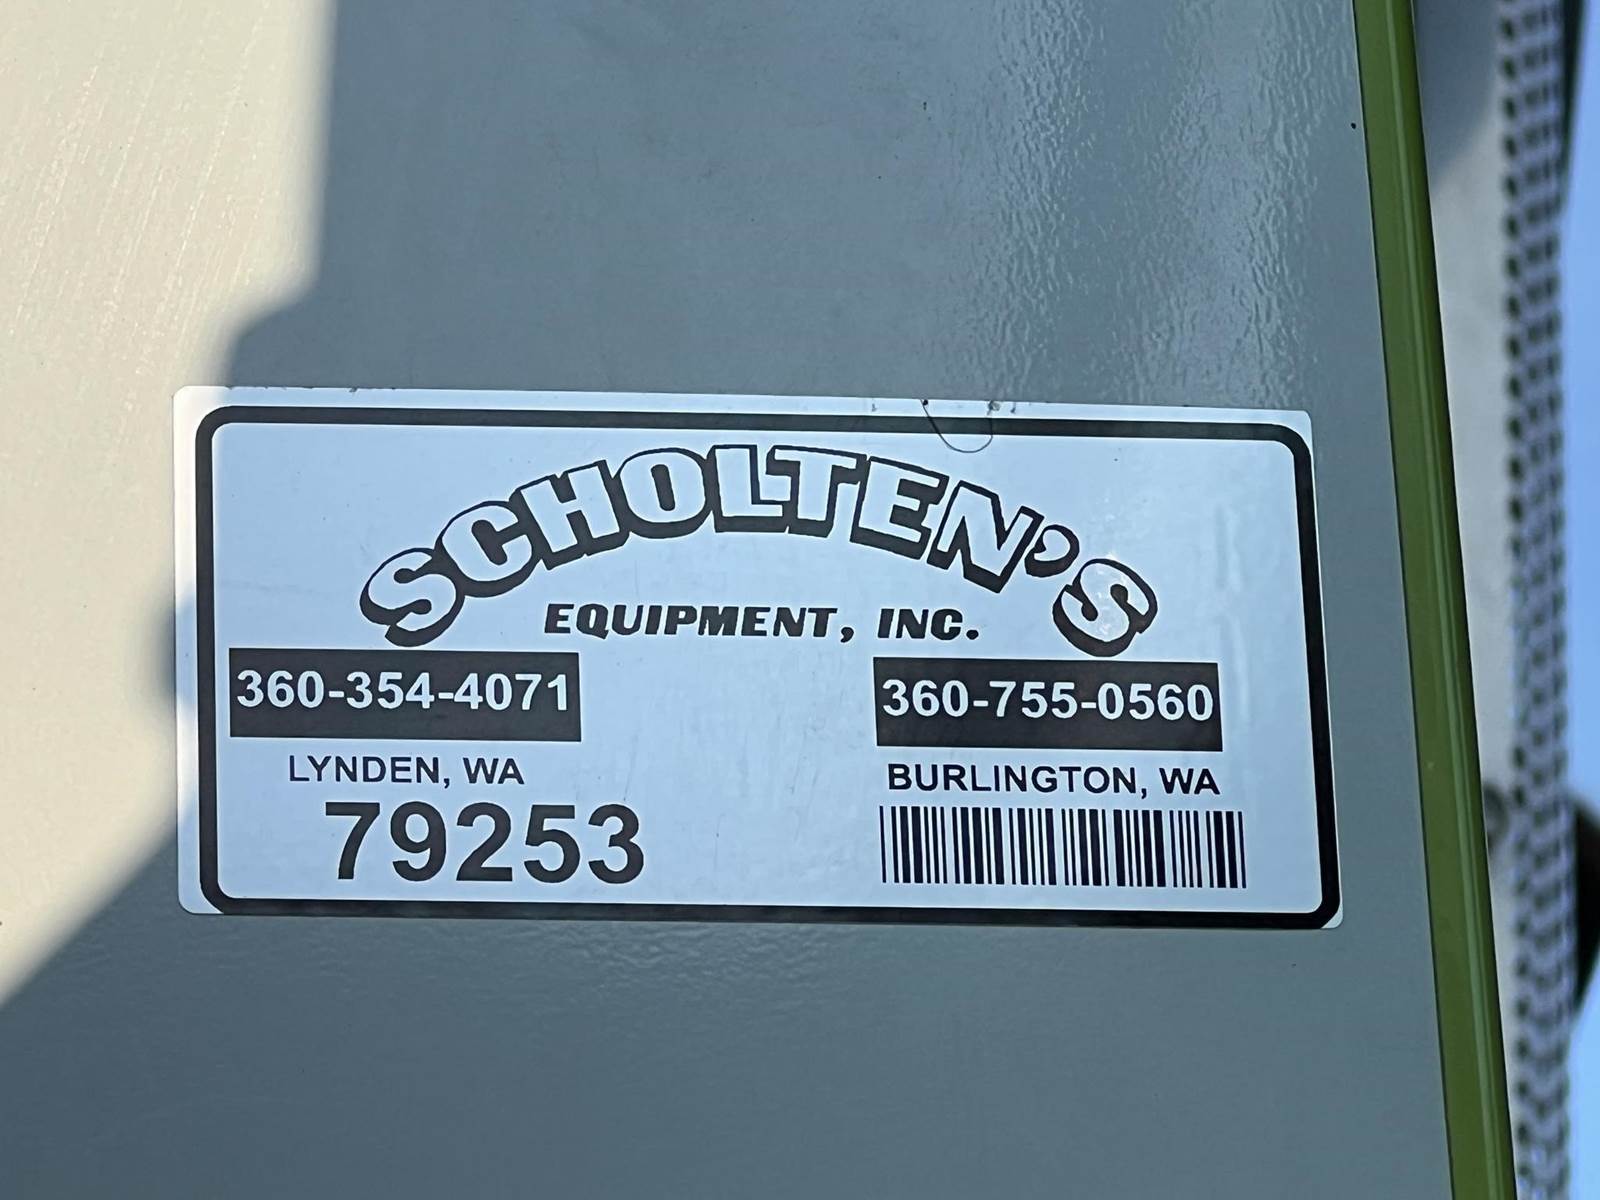 SCHOLTEN'S
EQUIPMENT, INC.
360-354-4071
360-755-0560
LYNDEN, WA
BURLINGTON, WA
79253